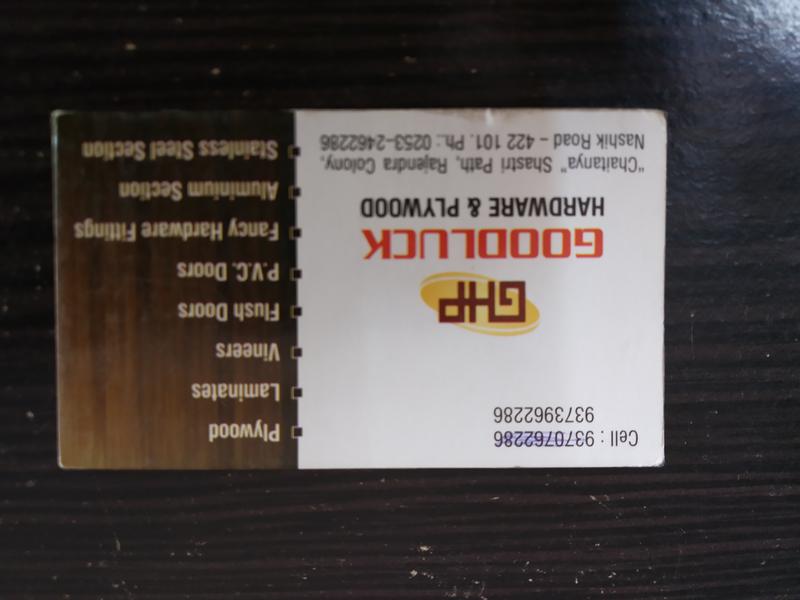 Cell : 9370762286
9373962286
GHP
GOODLUCK
HARDWARE & PLYWOOD
"Chaitanya" Shastri Path, Rajendra Colony,
Nashik Road - 422 101. Ph.: 0253-2462286
Plywood
Laminates
Vineers
Flush Doors
P.V.C. Doors
Fancy Hardware Fittings
Aluminium Section
Stainless Steel Section